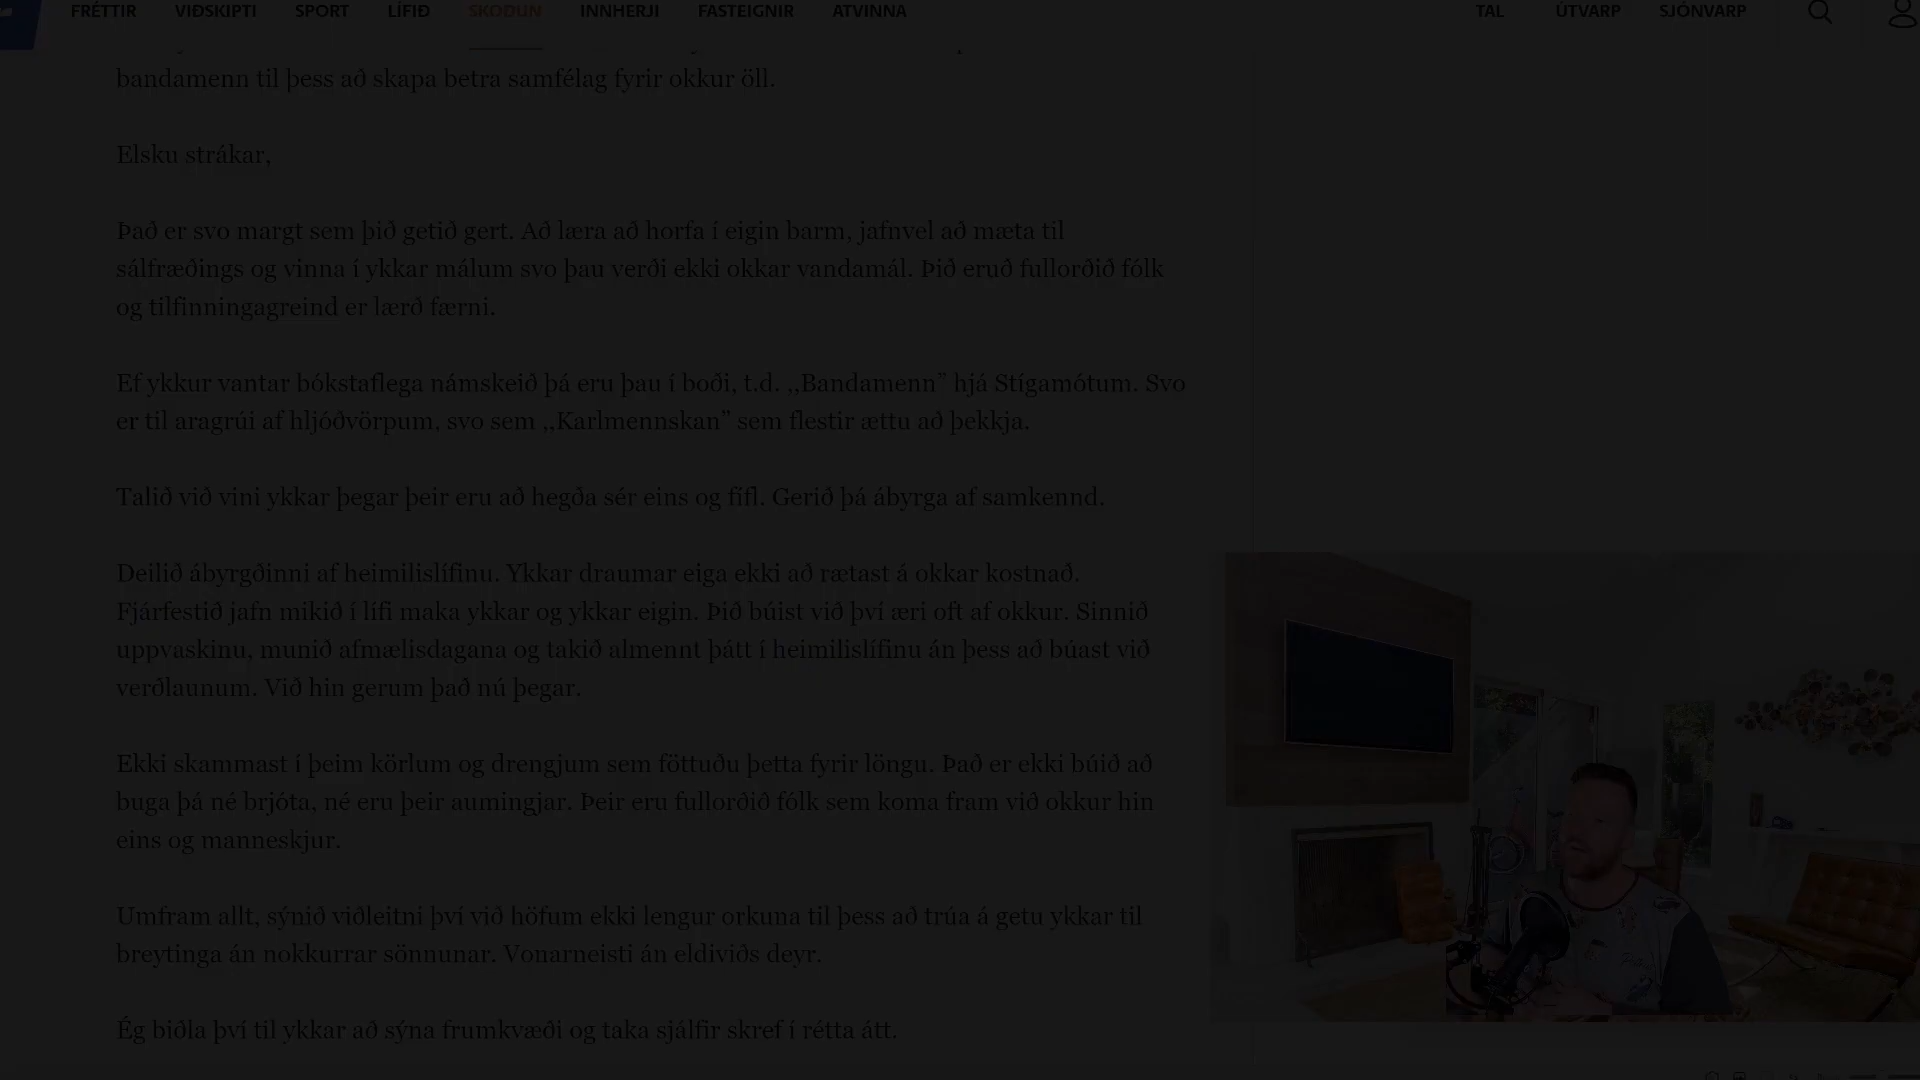 FRÉTTIR VIÐSKIPTI SPORT LÍFIÐ SKOÐUN INNHERJI FASTEIGNIR ATVINNA TAL ÚTVARP SJÓNVARP
bandamenn til þess að skapa betra samfélag fyrir okkur öll.
Elsku strákar,
Það er svo margt sem þið getið gert. Að læra að horfa í eigin barm, jafnvel að mæta til
sálfræðings og vinna í ykkar málum svo þau verði ekki okkar vandamál. Þið eruð fullorðið fólk
og tilfinningagreind er lærð færni.
Ef ykkur vantar bókstaflega námskeið þá eru þau í boði, t.d. ,,Bandamenn” hjá Stígamótum. Svo
er til aragrúi af hljóðvörpum, svo sem ,,Karlmennskan” sem flestir ættu að þekkja.
Talið við vini ykkar þegar þeir eru að hegða sér eins og fífl. Gerið þá ábyrga af samkennd.
Deilið ábyrgðinni af heimilislífinu. Ykkar draumar eiga ekki að rætast á okkar kostnað.
Fjárfestið jafn mikið í lífi maka ykkar og ykkar eigin. Þið búist við því æri oft af okkur. Sinnið
uppvaskinu, munið afmælisdagana og takið almennt þátt í heimilislífinu án þess að búast við
verðlaunum. Við hin gerum það nú þegar.
Ekki skammast í þeim körlum og drengjum sem föttuðu þetta fyrir löngu. Það er ekki búið að
buga þá né brjóta, né eru þeir aumingjar. Þeir eru fullorðið fólk sem koma fram við okkur hin
eins og manneskjur.
Umfram allt, sýnið viðleitni því við höfum ekki lengur orkuna til þess að trúa á getu ykkar til
breytinga án nokkurrar sönnunar. Vonarneisti án eldiviðs deyr.
Ég biðla því til ykkar að sýna frumkvæði og taka sjálfir skref í rétta átt.